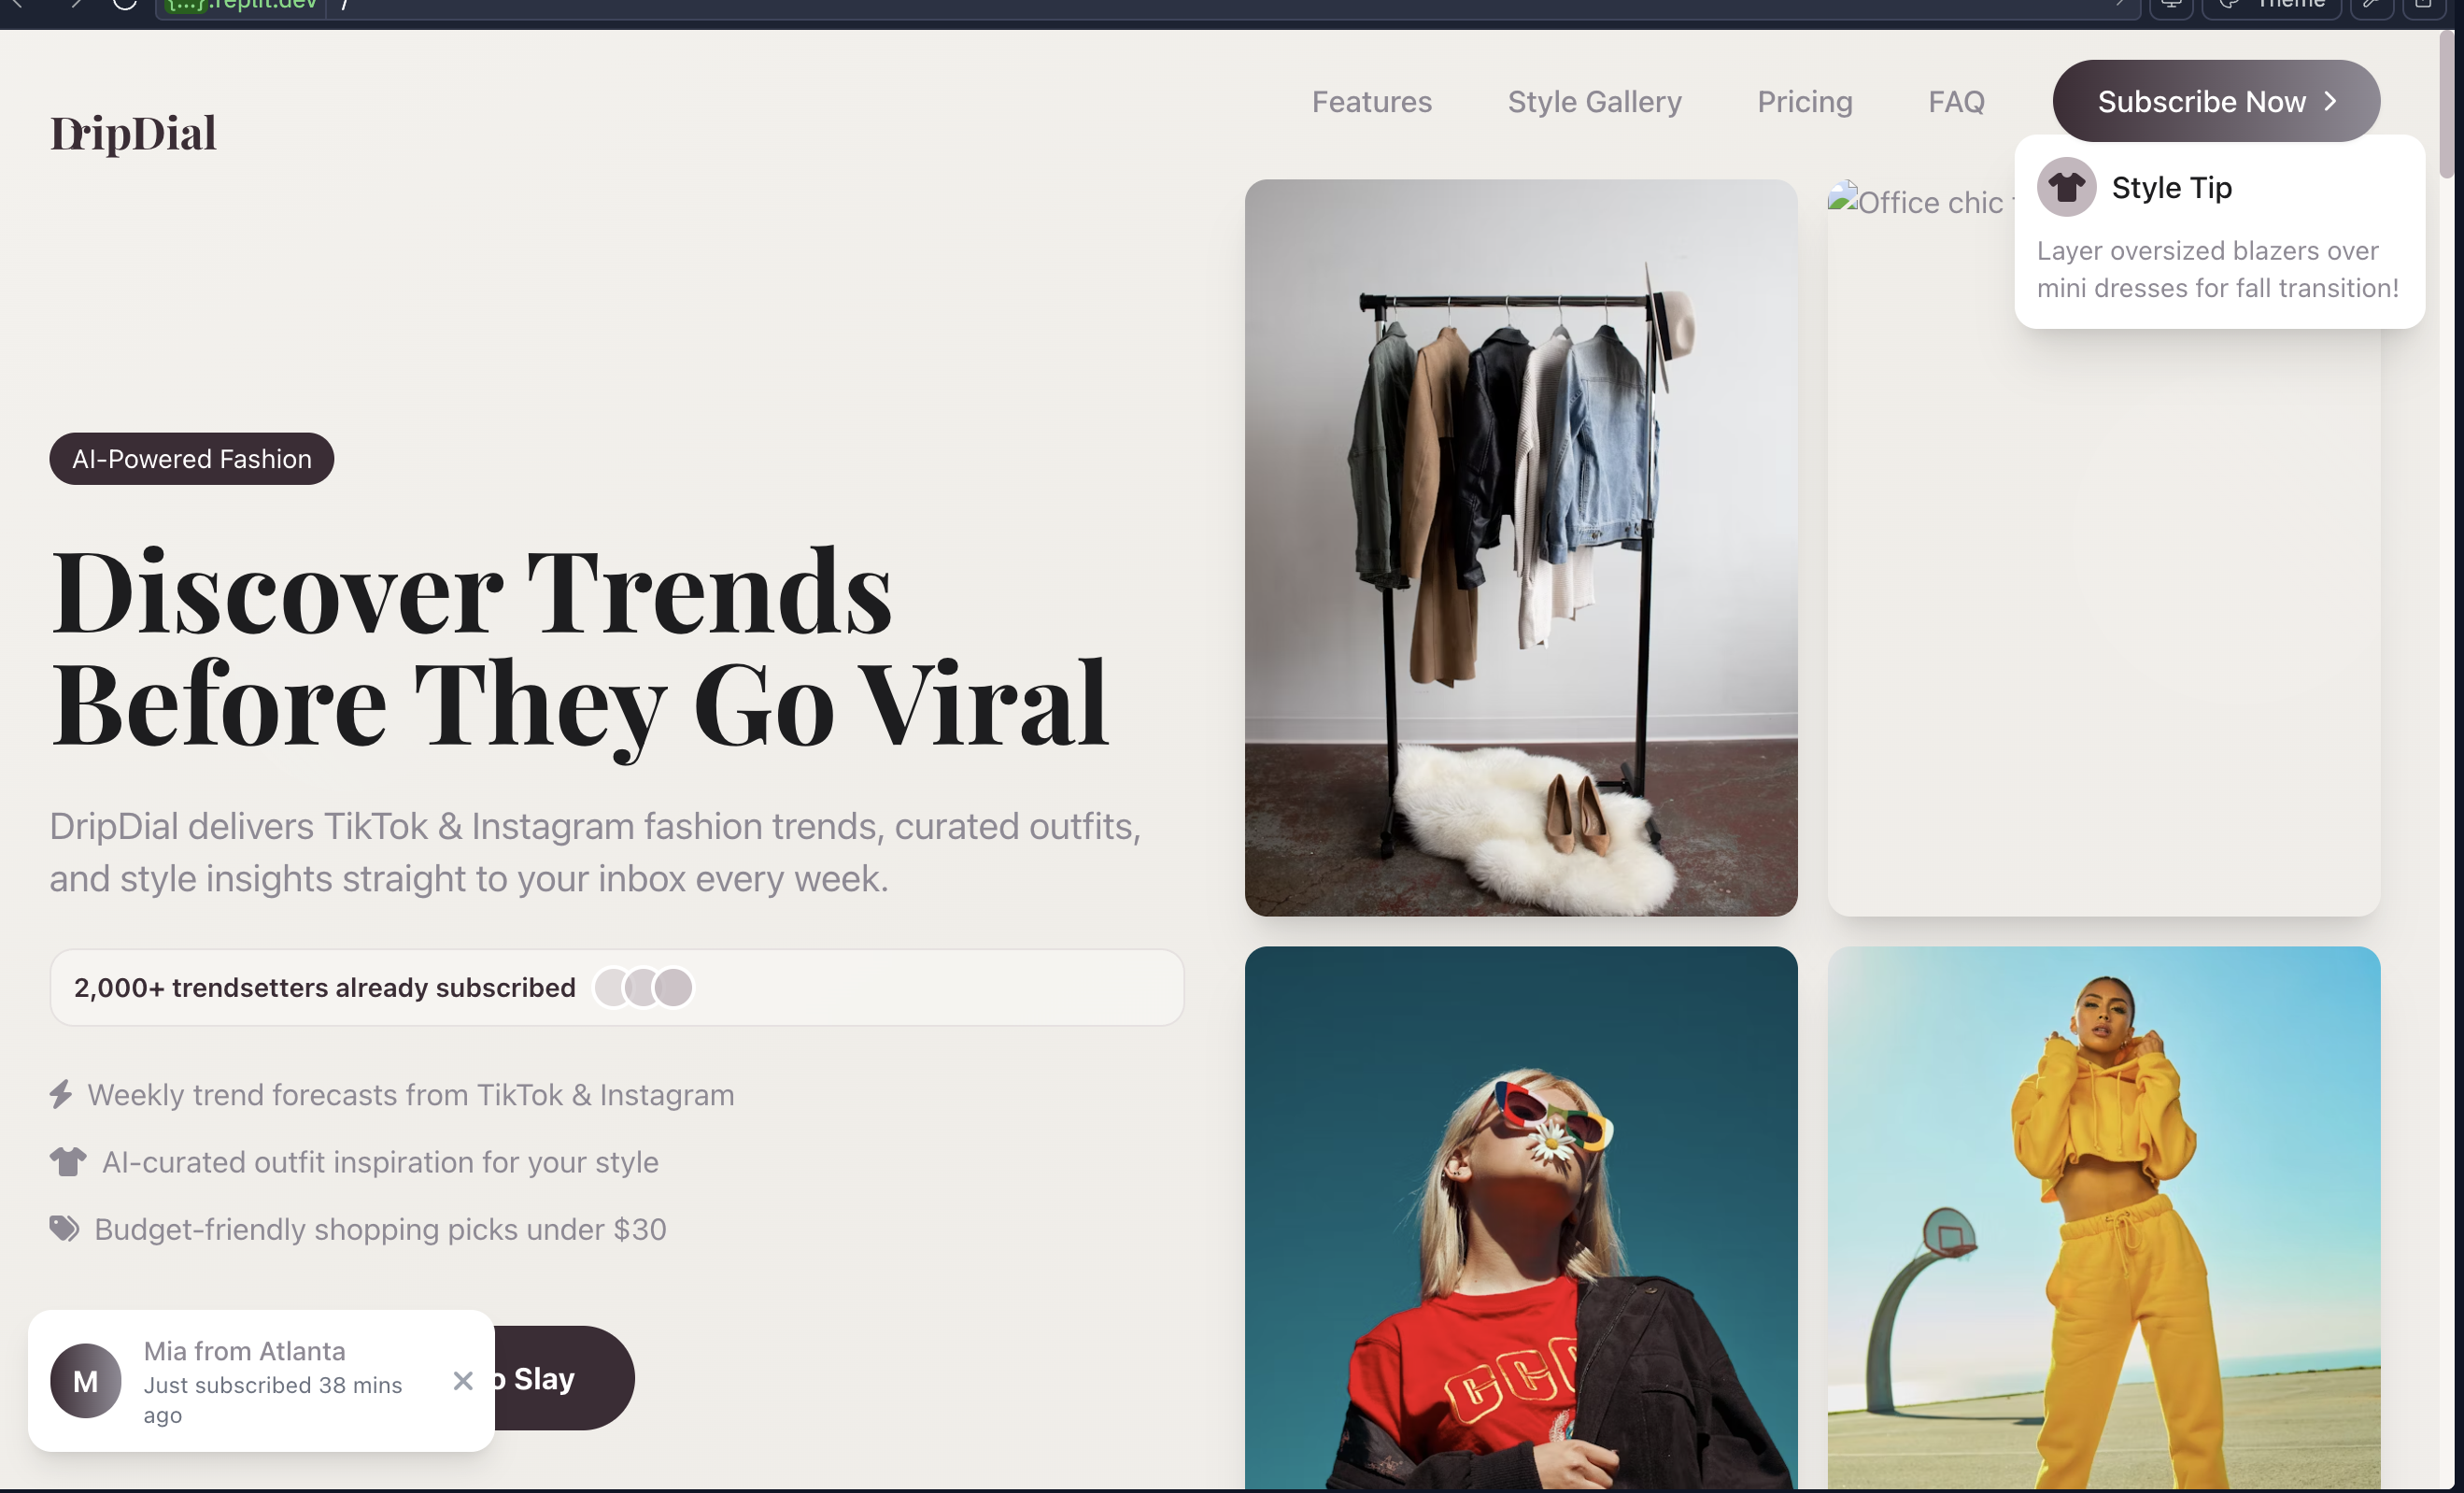 {...}.replit.dev /
Theme
DripDial
Features
Style Gallery
Pricing
FAQ
Subscribe Now
Office chic
Style Tip
Layer oversized blazers over
mini dresses for fall transition!
AI-Powered Fashion
Discover Trends
Before They Go Viral
DripDial delivers TikTok & Instagram fashion trends, curated outfits,
and style insights straight to your inbox every week.
2,000+ trendsetters already subscribed
Weekly trend forecasts from TikTok & Instagram
AI-curated outfit inspiration for your style
Budget-friendly shopping picks under $30
M
Mia from Atlanta
Just subscribed 38 mins
ago
o Slay